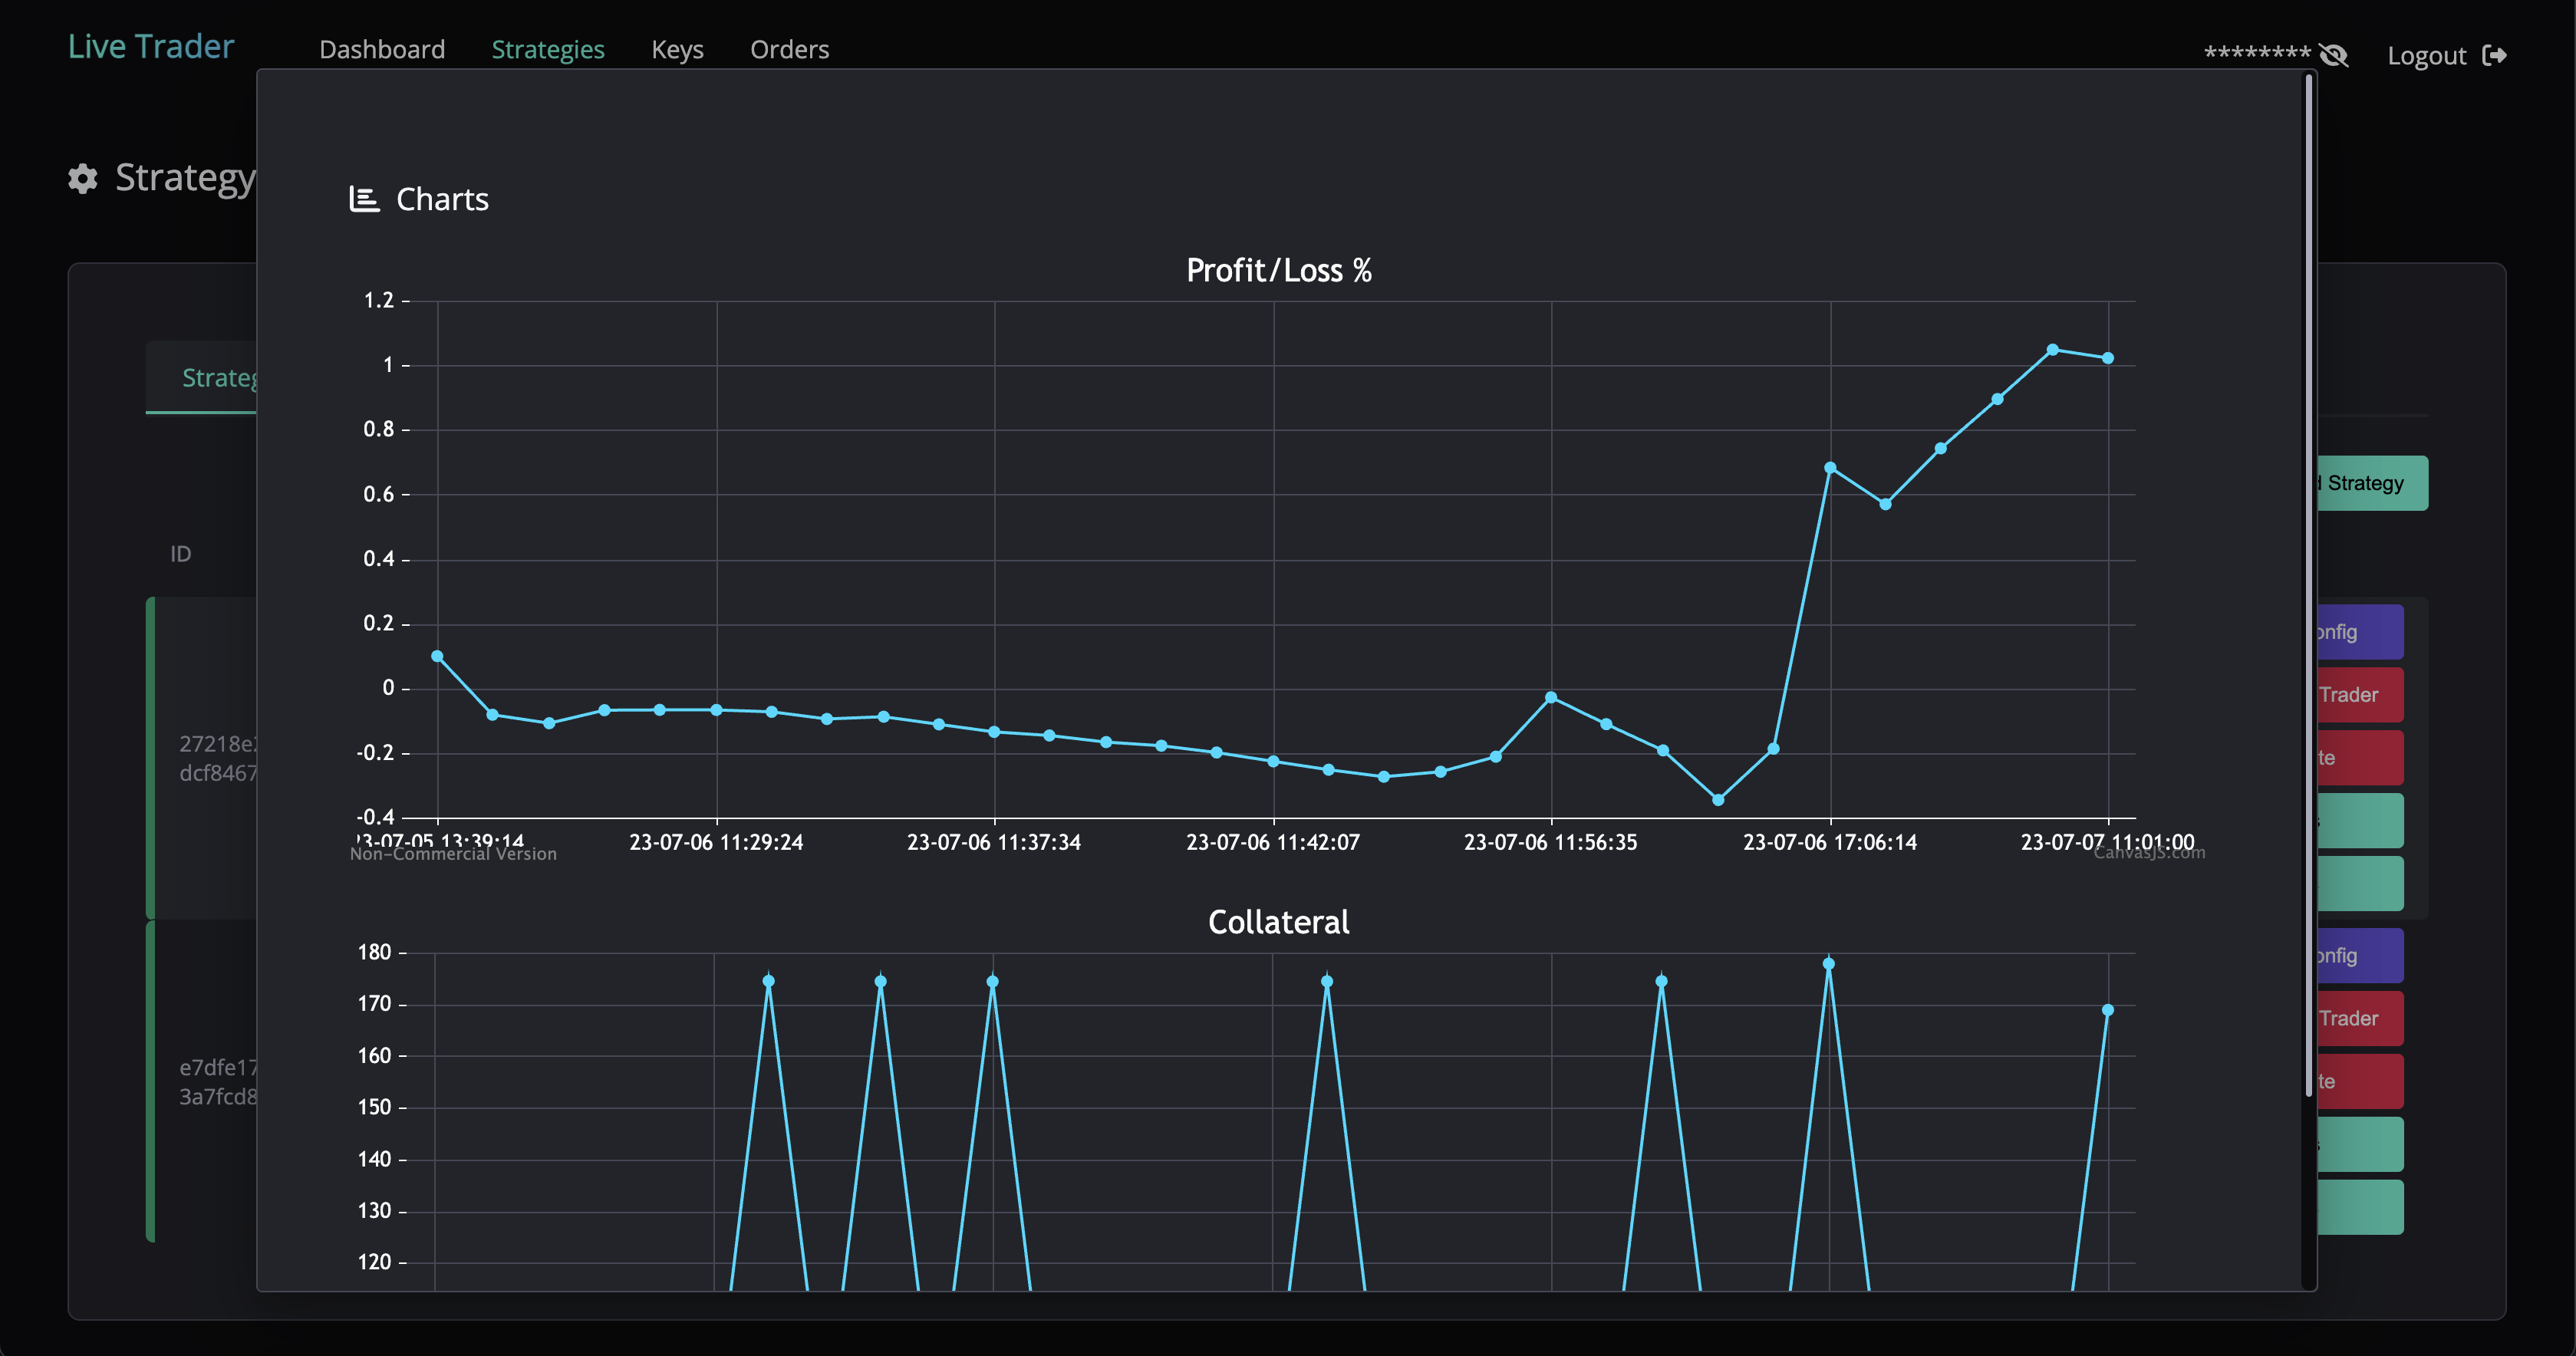 Live Trader Dashboard Strategies Keys Orders ******** Logout
Strategy
Charts
Strateg
Profit/Loss %
1.2
1
0.8
0.6
0.4
0.2
0
-0.2
-0.4
3-07-05 13:39:14 23-07-06 11:29:24 23-07-06 11:37:34 23-07-06 11:42:07 23-07-06 11:56:35 23-07-06 17:06:14 23-07-07 11:01:00
Non-Commercial Version CanvasJS.com
Collateral
180
170
160
150
140
130
120
Strategy
ID
27218e
dcf8467
e7dfe17
3a7fcd8
onfig
Trader
te
onfig
Trader
te